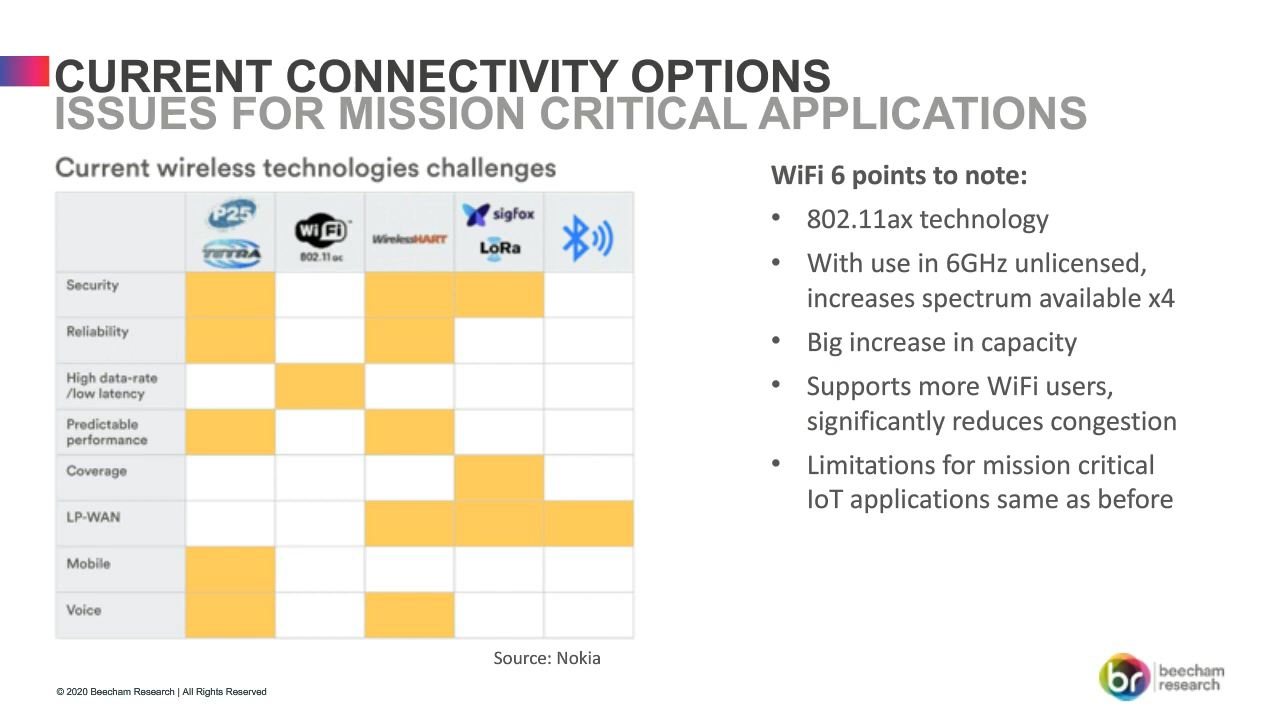 CURRENT CONNECTIVITY OPTIONS
ISSUES FOR MISSION CRITICAL APPLICATIONS
Current wireless technologies challenges
P25
TETRA
WiFi
802.11 ac
WirelessHART
sigfox
LoRa
Security
Reliability
High data-rate
/low latency
Predictable
performance
Coverage
LP-WAN
Mobile
Voice
Source: Nokia
WiFi 6 points to note:
• 802.11ax technology
• With use in 6GHz unlicensed,
increases spectrum available x4
• Big increase in capacity
• Supports more WiFi users,
significantly reduces congestion
• Limitations for mission critical
IoT applications same as before
© 2020 Beecham Research | All Rights Reserved
br
beecham
research